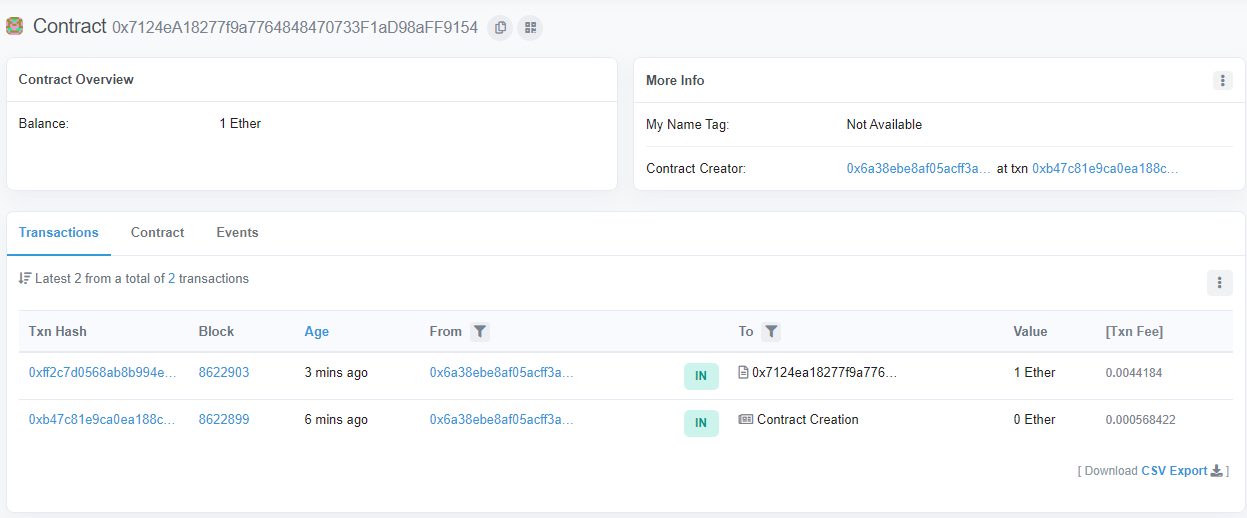 Contract 0x7124eA18277f9a7764848470733F1aD98aFF9154
Contract Overview
Balance: 1 Ether
More Info
My Name Tag: Not Available
Contract Creator: 0x6a38ebe8af05acff3a... at txn 0xb47c81e9ca0ea188c...
Transactions Contract Events
Latest 2 from a total of 2 transactions
Txn Hash Block Age From To Value [Txn Fee]
0xff2c7d0568ab8b994e... 8622903 3 mins ago 0x6a38ebe8af05acff3a... IN 0x7124ea18277f9a776... 1 Ether 0.0044184
0xb47c81e9ca0ea188c... 8622899 6 mins ago 0x6a38ebe8af05acff3a... IN Contract Creation 0 Ether 0.000568422
[ Download CSV Export ]